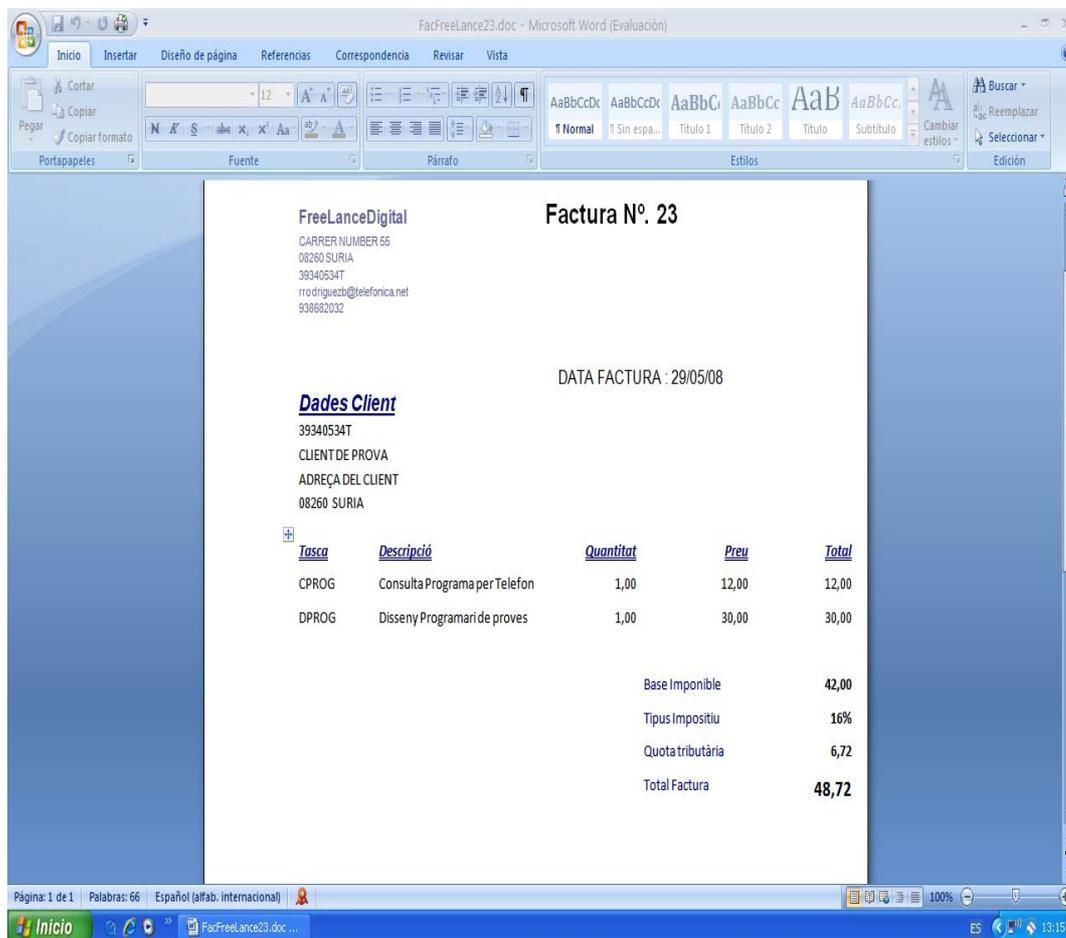 FacFreeLance23.doc - Microsoft Word (Evaluación)
Inicio Insertar Diseño de página Referencias Correspondencia Revisar Vista
Pegar
Cortar
Copiar
Copiar formato
Portapapeles
12
N K S abc x, x² Aa ab A
Fuente
Párrafo
AaBbCcDc AaBbCcDc AaBbC AaBbCc AaB AaBbCc.
¶ Normal ¶ Sin espa... Título 1 Título 2 Título Subtítulo
Cambiar estilos
Estilos
Buscar
Reemplazar
Seleccionar
Edición
FreeLanceDigital Factura Nº. 23
CARRER NUMBER 55
08260 SURIA
39340534T
rrodriguezb@telefonica.net
938682032
DATA FACTURA : 29/05/08
Dades Client
39340534T
CLIENT DE PROVA
ADREÇA DEL CLIENT
08260 SURIA
Tasca Descripció Quantitat Preu Total
CPROG Consulta Programa per Telefon 1,00 12,00 12,00
DPROG Disseny Programari de proves 1,00 30,00 30,00
Base Imponible 42,00
Tipus Impositiu 16%
Quota tributària 6,72
Total Factura 48,72
Página: 1 de 1 Palabras: 66 Español (alfab. internacional) 100%
Inicio FacFreeLance23.doc ... ES 13:15